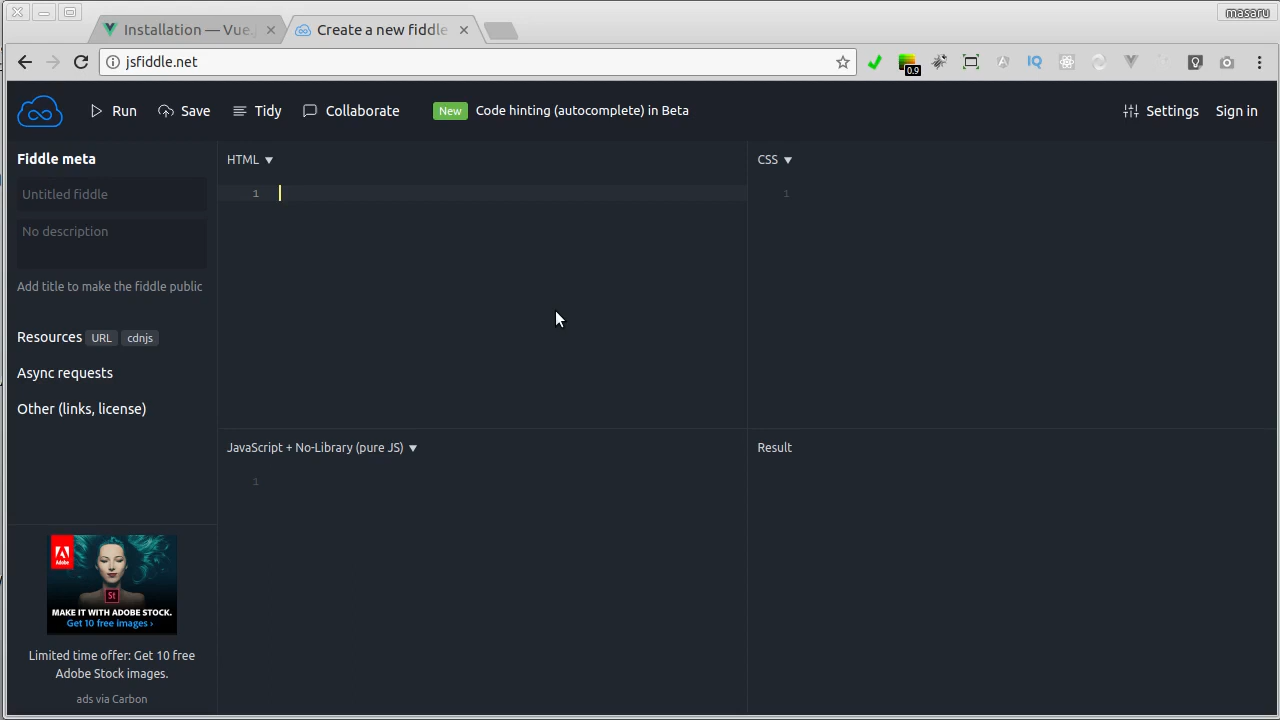 masaru
Installation — Vue.j
Create a new fiddle
jsfiddle.net
0.9
IQ
Run
Save
Tidy
Collaborate
New
Code hinting (autocomplete) in Beta
Settings
Sign in
Fiddle meta
Untitled fiddle
No description
Add title to make the fiddle public
Resources URL cdnjs
Async requests
Other (links, license)
HTML
1
CSS
1
JavaScript + No-Library (pure JS)
1
Result
Adobe
St
MAKE IT WITH ADOBE STOCK.
Get 10 free images ›
Limited time offer: Get 10 free
Adobe Stock images.
ads via Carbon